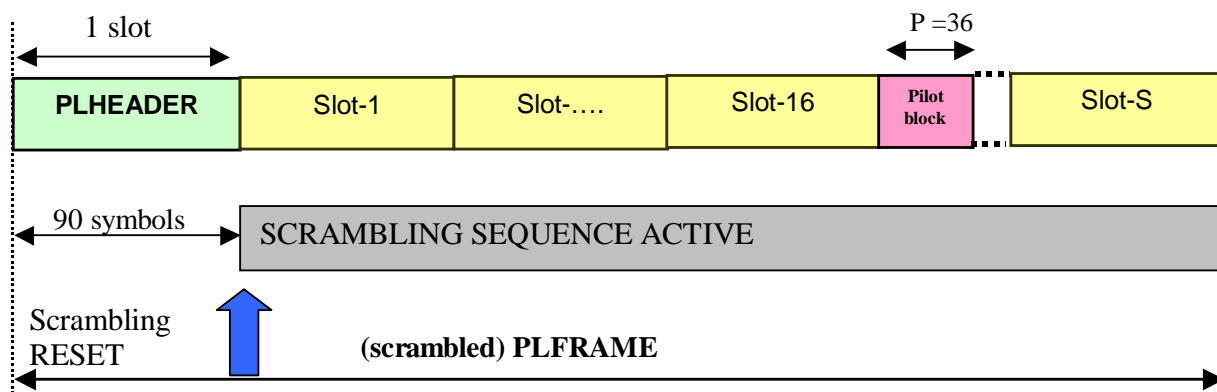 1 slot
P =36
PLHEADER
Slot-1
Slot-....
Slot-16
Pilot
block
Slot-S
90 symbols
SCRAMBLING SEQUENCE ACTIVE
Scrambling
RESET
(scrambled) PLFRAME